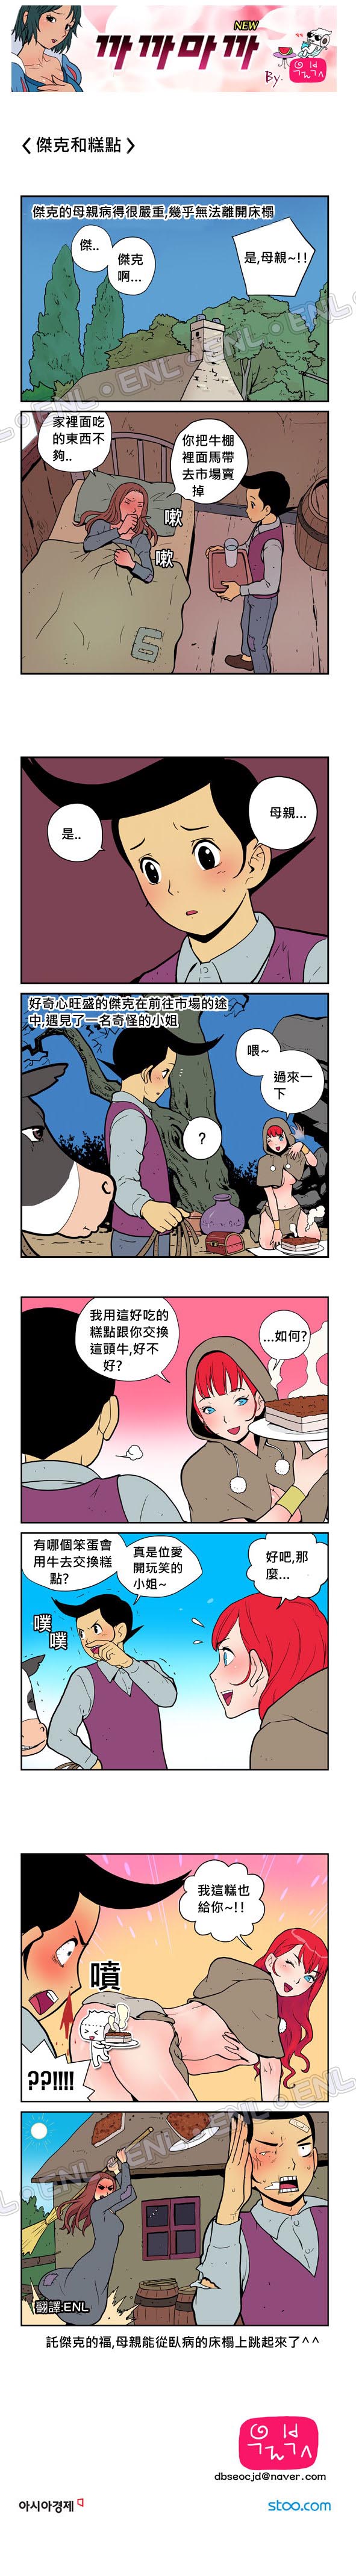 NEW
까까마까
By.
< 傑克和糕點 >
傑克的母親病得很嚴重,幾乎無法離開床榻
傑..
傑克
啊...
是,母親~!!
家裡面吃
的東西不
夠..
你把牛棚
裡面馬帶
去市場賣
掉
嗽
嗽
6
母親...
是..
好奇心旺盛的傑克在前往市場的途
中,遇見了一名奇怪的小姐
喂~
過來一
下
?
我用這好吃的
糕點跟你交換
這頭牛,好不
好?
...如何?
有哪個笨蛋會
用牛去交換糕
點?
真是位愛
開玩笑的
小姐~
好吧,那
麼...
噗
噗
我這糕也
給你~!!
噴
??!!!!
翻譯:ENL
託傑克的福,母親能從臥病的床榻上跳起來了^^
dbseocjd@naver.com
아시아경제
stoo.com
ENL
ENL
ENL
ENL
ENL
ENL
ENL